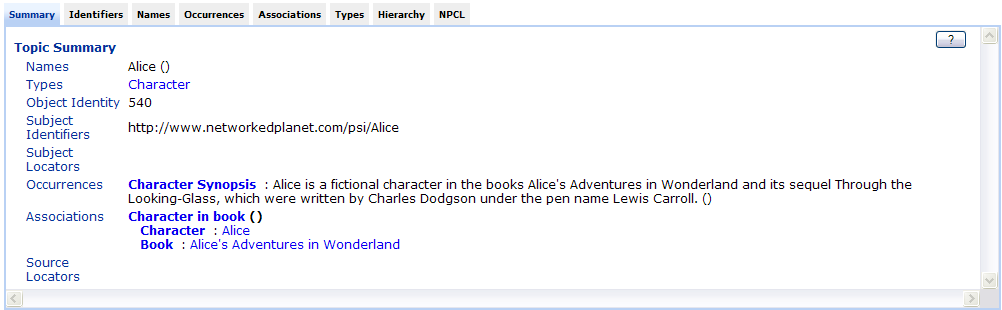 Summary Identifiers Names Occurrences Associations Types Hierarchy NPCL
?
Topic Summary
Names Alice ()
Types Character
Object Identity 540
Subject Identifiers http://www.networkedplanet.com/psi/Alice
Subject Locators
Occurrences Character Synopsis : Alice is a fictional character in the books Alice's Adventures in Wonderland and its sequel Through the
Looking-Glass, which were written by Charles Dodgson under the pen name Lewis Carroll. ()
Associations Character in book ()
Character : Alice
Book : Alice's Adventures in Wonderland
Source
Locators